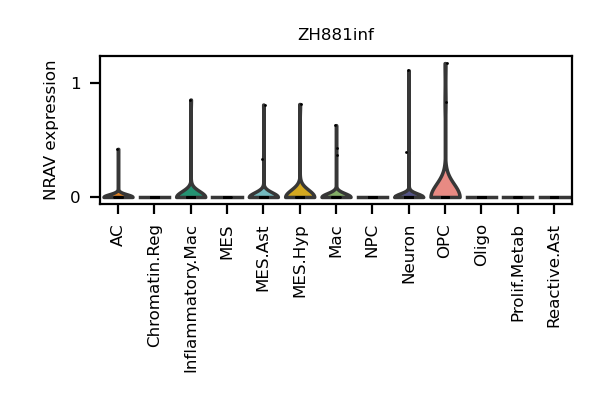 ZH881inf
NRAV expression
1
0
AC
Chromatin.Reg
Inflammatory.Mac
MES
MES.Ast
MES.Hyp
Mac
NPC
Neuron
OPC
Oligo
Prolif.Metab
Reactive.Ast